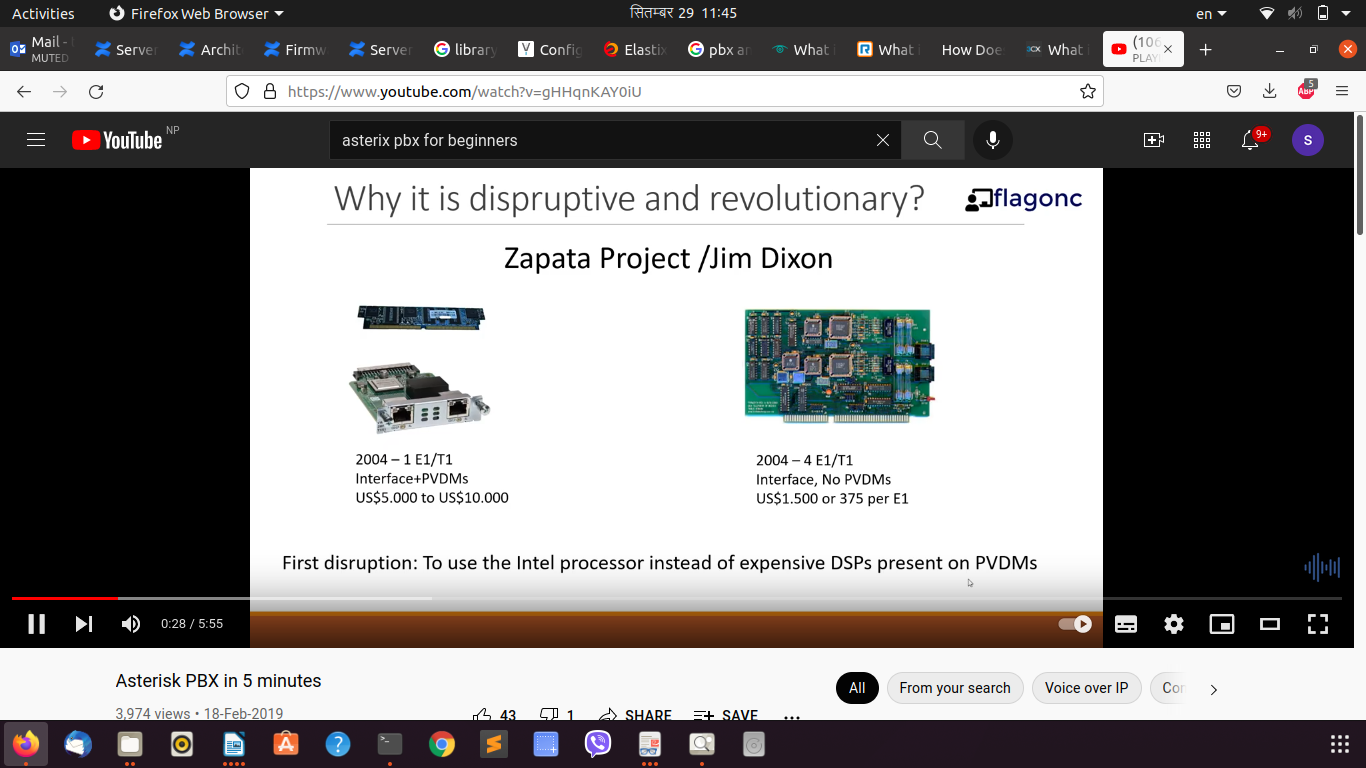 Activities
Firefox Web Browser
सितम्बर 29 11:45
en
Mail -
MUTED
Server
Archit
Firmw
Server
library
Config
Elastix
pbx an
What i
What i
How Doe
What
(106
PLAYI
https://www.youtube.com/watch?v=gHHqnKAY0iU
5
ABP
YouTube NP
asterix pbx for beginners
9+
S
Why it is dispruptive and revolutionary?
flagonc
Zapata Project /Jim Dixon
2004 – 1 E1/T1
Interface+PVDMs
US$5.000 to US$10.000
2004 – 4 E1/T1
Interface, No PVDMs
US$1.500 or 375 per E1
First disruption: To use the Intel processor instead of expensive DSPs present on PVDMs
0:28 / 5:55
Asterisk PBX in 5 minutes
All
From your search
Voice over IP
Con
3,974 views • 18-Feb-2019
43
1
SHARE
SAVE